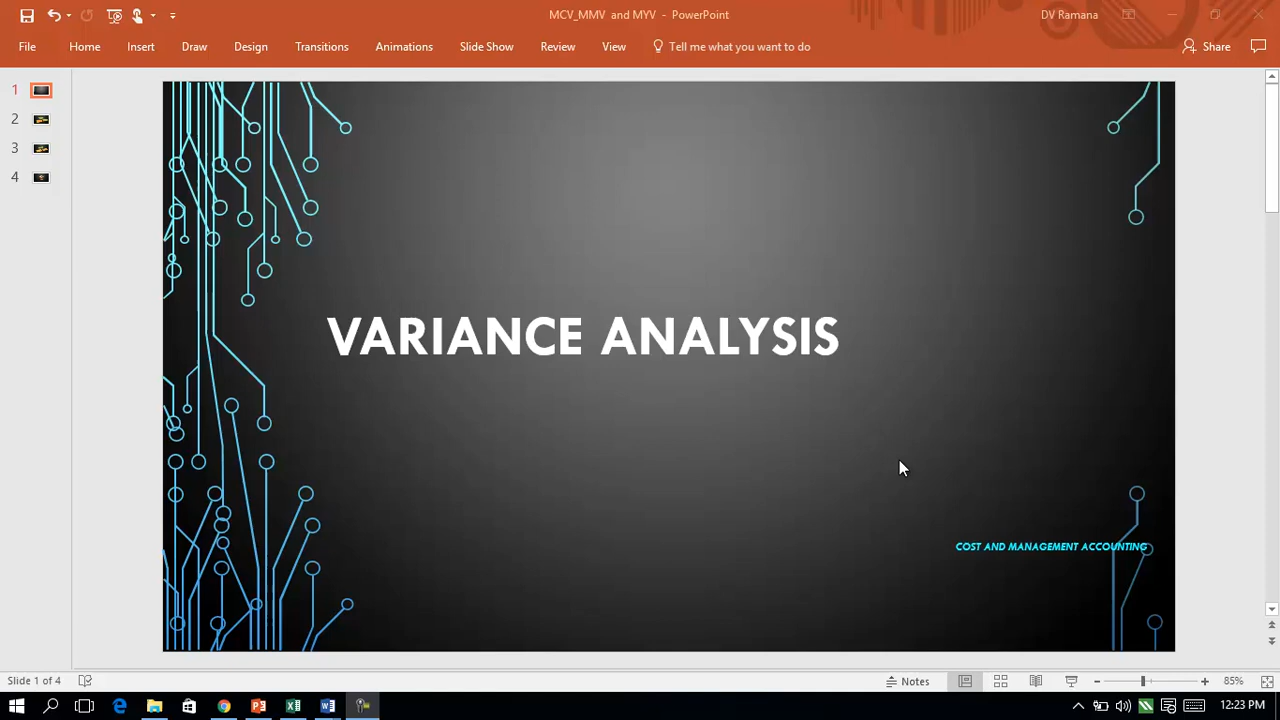 MCV_MMV and MYV - PowerPoint
DV Ramana
File
Home
Insert
Draw
Design
Transitions
Animations
Slide Show
Review
View
Tell me what you want to do
Share
1
2
3
4
VARIANCE ANALYSIS
COST AND MANAGEMENT ACCOUNTING
Slide 1 of 4
Notes
85%
12:23 PM